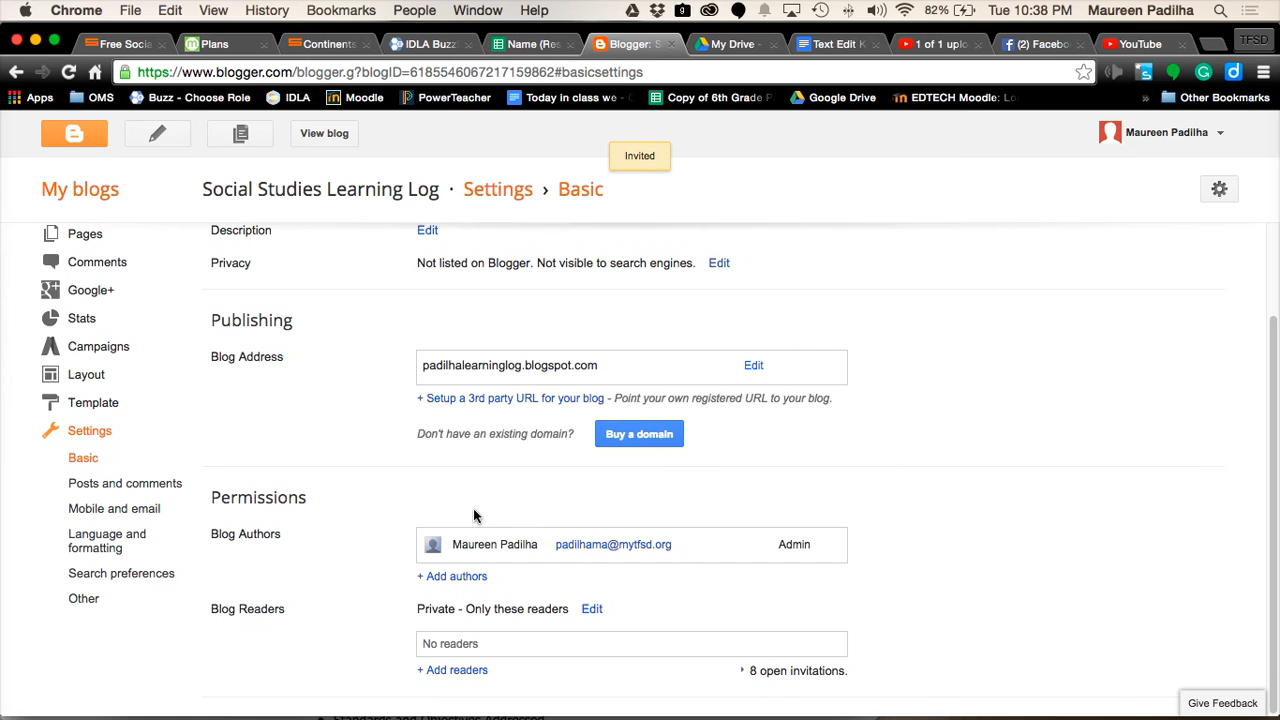 Chrome File Edit View History Bookmarks People Window Help 9 82% Tue 10:38 PM Maureen Padilha
Free Socia Plans Continents IDLA Buzz Name (Re Blogger: S My Drive - Text Edit K 1 of 1 uplo (2) Facebo YouTube TFSD
https://www.blogger.com/blogger.g?blogID=6185546067217159862#basicsettings
Apps OMS Buzz - Choose Role IDLA Moodle PowerTeacher Today in class we - Copy of 6th Grade P Google Drive EDTECH Moodle: Lo » Other Bookmarks
View blog Maureen Padilha
Invited
My blogs Social Studies Learning Log · Settings › Basic
Pages
Comments
Google+
Stats
Campaigns
Layout
Template
Settings
Basic
Posts and comments
Mobile and email
Language and
formatting
Search preferences
Other
Description Edit
Privacy Not listed on Blogger. Not visible to search engines. Edit
Publishing
Blog Address padilhalearninglog.blogspot.com Edit
+ Setup a 3rd party URL for your blog - Point your own registered URL to your blog.
Don't have an existing domain? Buy a domain
Permissions
Blog Authors Maureen Padilha padilhama@mytfsd.org Admin
+ Add authors
Blog Readers Private - Only these readers Edit
No readers
+ Add readers 8 open invitations.
Give Feedback
Standards and Objectives Addressed